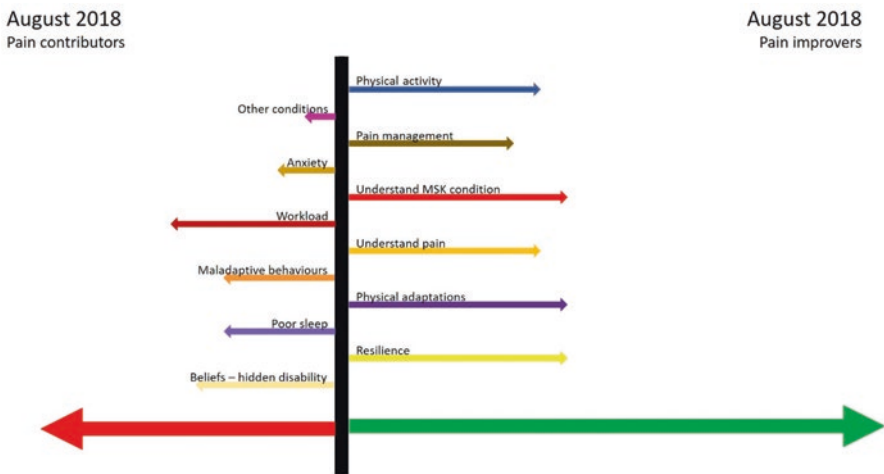 August 2018
Pain contributors
August 2018
Pain improvers
Physical activity
Other conditions
Pain management
Anxiety
Understand MSK condition
Workload
Understand pain
Maladaptive behaviours
Physical adaptations
Poor sleep
Resilience
Beliefs – hidden disability